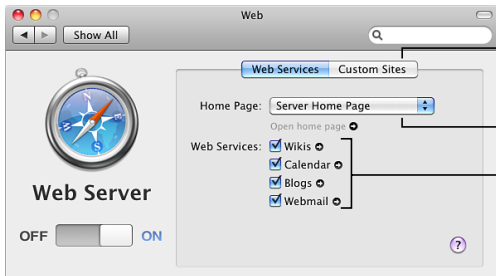 Web
Show All
Web Services Custom Sites
Home Page: Server Home Page
Open home page
Web Services: Wikis
Calendar
Blogs
Webmail
Web Server
OFF ON
?